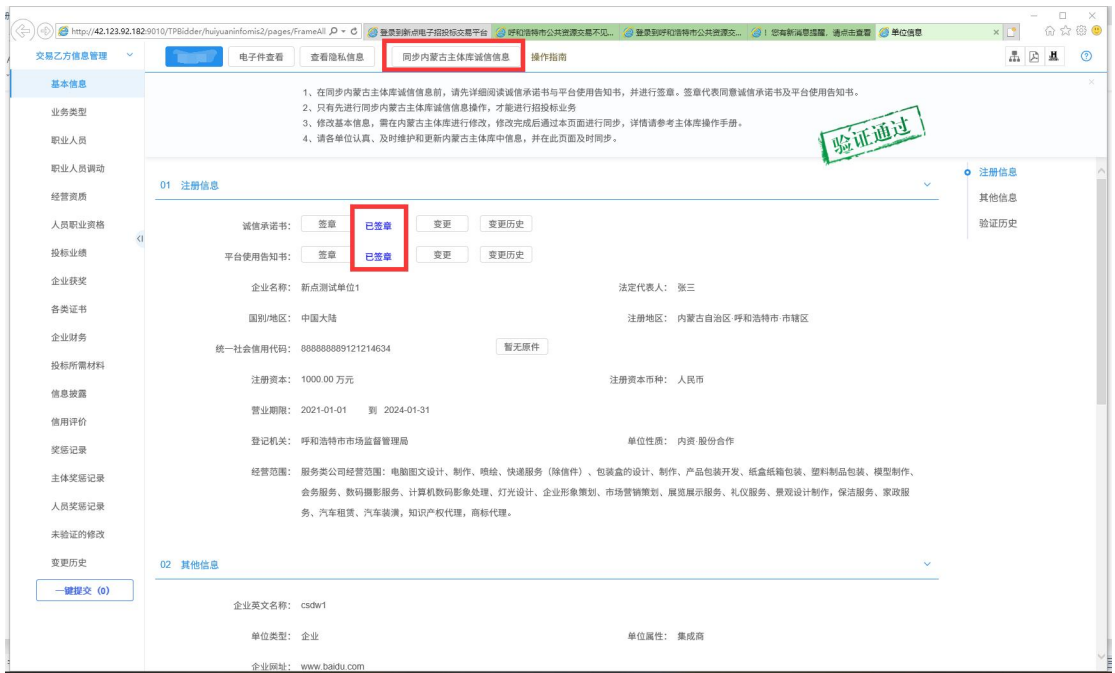 http://42.123.92.182:9010/TPBidder/huiyuaninfomis2/pages/FrameAll
登录到新点电子招投标交易平台
呼和浩特市公共资源交易不见...
登录到呼和浩特市公共资源交...
！您有新消息提醒，请点击查看
单位信息
交易乙方信息管理
电子件查看
查看隐私信息
同步内蒙古主体库诚信信息
操作指南
基本信息
业务类型
职业人员
职业人员调动
经营资质
人员职业资格
投标业绩
企业获奖
各类证书
企业财务
投标所需材料
信息披露
信用评价
奖惩记录
主体奖惩记录
人员奖惩记录
未验证的修改
变更历史
一键提交（0）
1、在同步内蒙古主体库诚信信息前，请先详细阅读诚信承诺书与平台使用告知书，并进行签章。签章代表同意诚信承诺书及平台使用告知书。
2、只有先进行同步内蒙古主体库诚信信息操作，才能进行招投标业务
3、修改基本信息，需在内蒙古主体库进行修改，修改完成后通过本页面进行同步，详情请参考主体库操作手册。
4、请各单位认真、及时维护和更新内蒙古主体库中信息，并在此页面及时同步。
验证通过
01 注册信息
诚信承诺书： 签章 已签章 变更 变更历史
平台使用告知书： 签章 已签章 变更 变更历史
企业名称： 新点测试单位1 法定代表人： 张三
国别/地区： 中国大陆 注册地区： 内蒙古自治区·呼和浩特市·市辖区
统一社会信用代码： 888888889121214634 暂无原件
注册资本： 1000.00 万元 注册资本币种： 人民币
营业期限： 2021-01-01 到 2024-01-31
登记机关： 呼和浩特市市场监督管理局 单位性质： 内资·股份合作
经营范围： 服务类公司经营范围：电脑图文设计、制作、喷绘、快递服务（除信件）、包装盒的设计、制作、产品包装开发、纸盒纸箱包装、塑料制品包装、模型制作、
会务服务、数码摄影服务、计算机数码影象处理、灯光设计、企业形象策划、市场营销策划、展览展示服务、礼仪服务、景观设计制作，保洁服务、家政服
务、汽车租赁、汽车装潢，知识产权代理，商标代理。
02 其他信息
企业英文名称： csdw1
单位类型： 企业 单位属性： 集成商
企业网址： www.baidu.com
注册信息
其他信息
验证历史